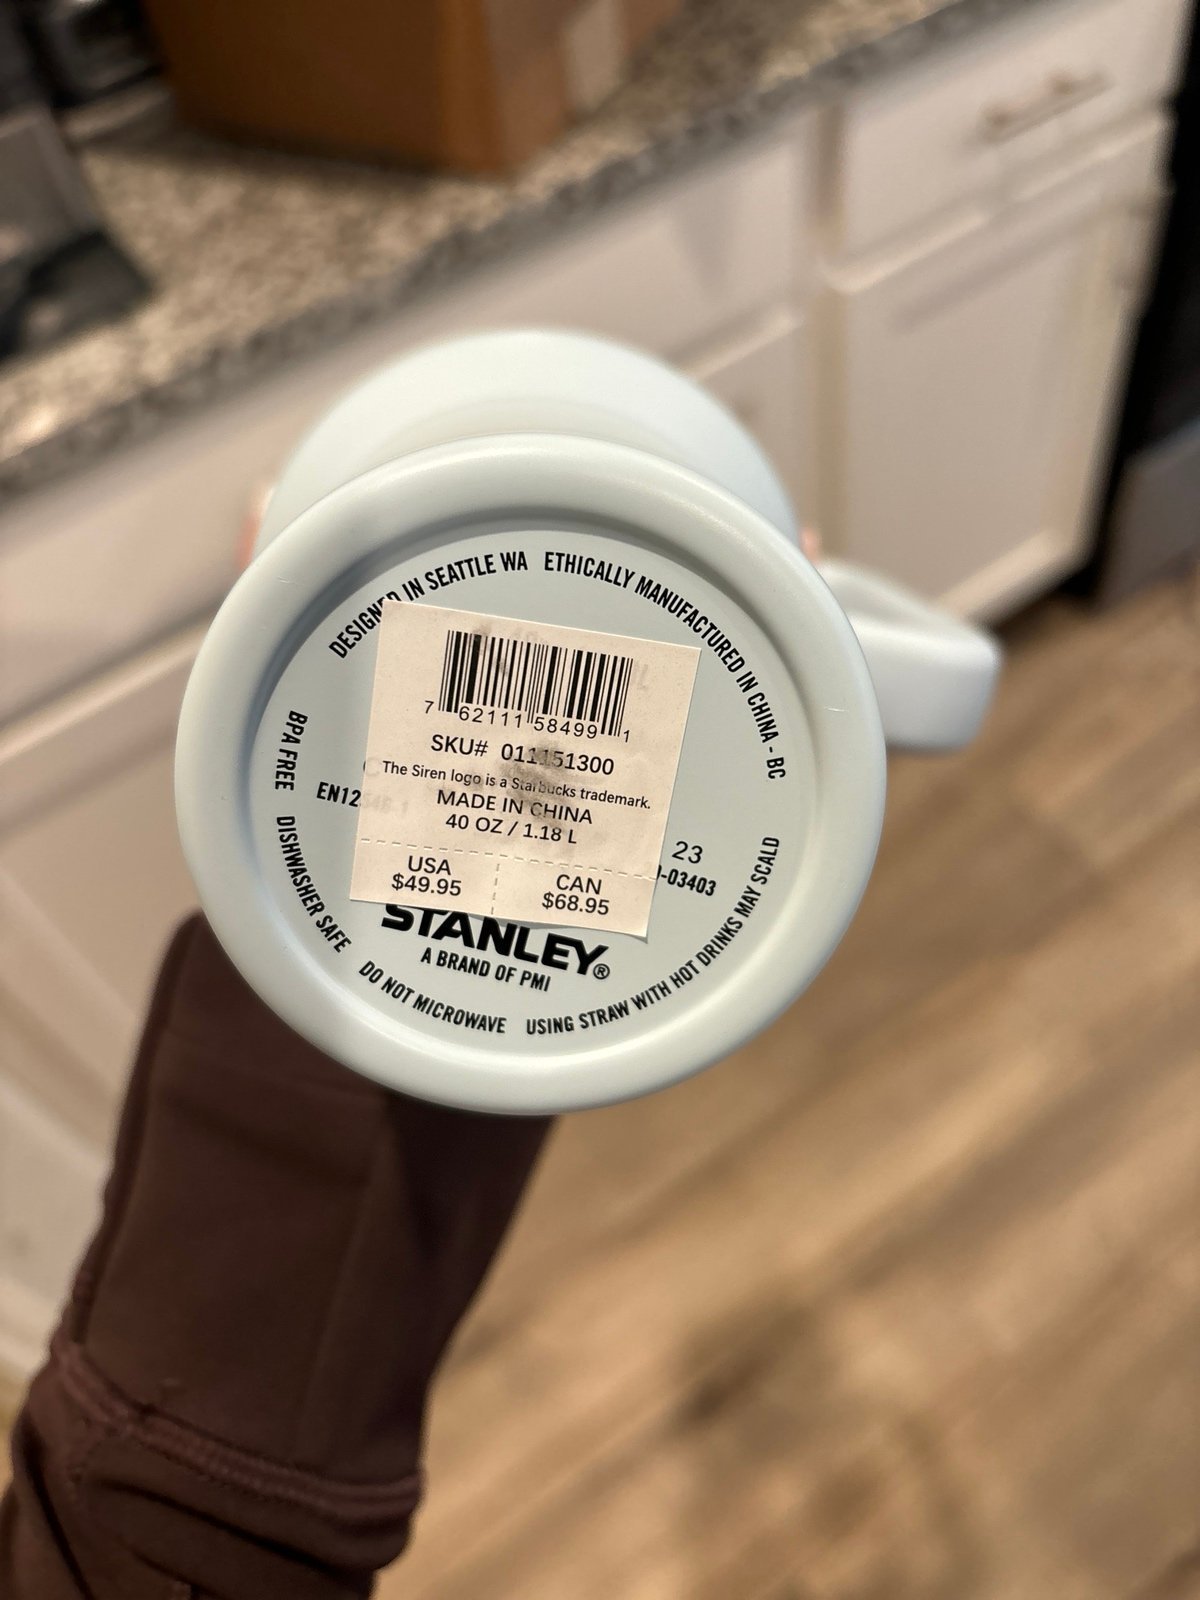 DESIGNED IN SEATTLE WA
ETHICALLY MANUFACTURED IN CHINA - BC
7 62111 58499 1
SKU# 011151300
The Siren logo is a Starbucks trademark.
MADE IN CHINA
40 OZ / 1.18 L
USA
$49.95
CAN
$68.95
BPA FREE
EN12
23
-03403
DISHWASHER SAFE
STANLEY®
A BRAND OF PMI
DO NOT MICROWAVE
USING STRAW WITH HOT DRINKS MAY SCALD